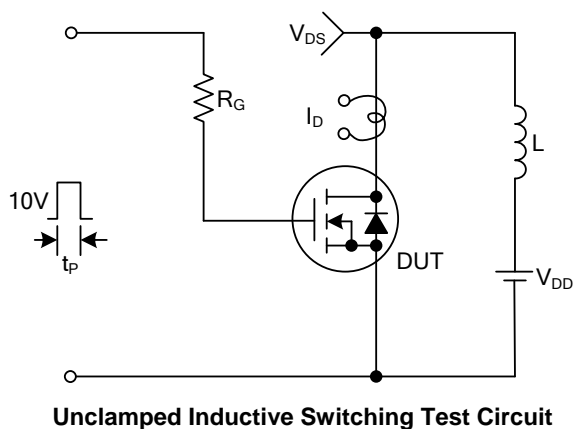 V_DS
R_G
I_D
L
10V
t_P
DUT
V_DD
Unclamped Inductive Switching Test Circuit